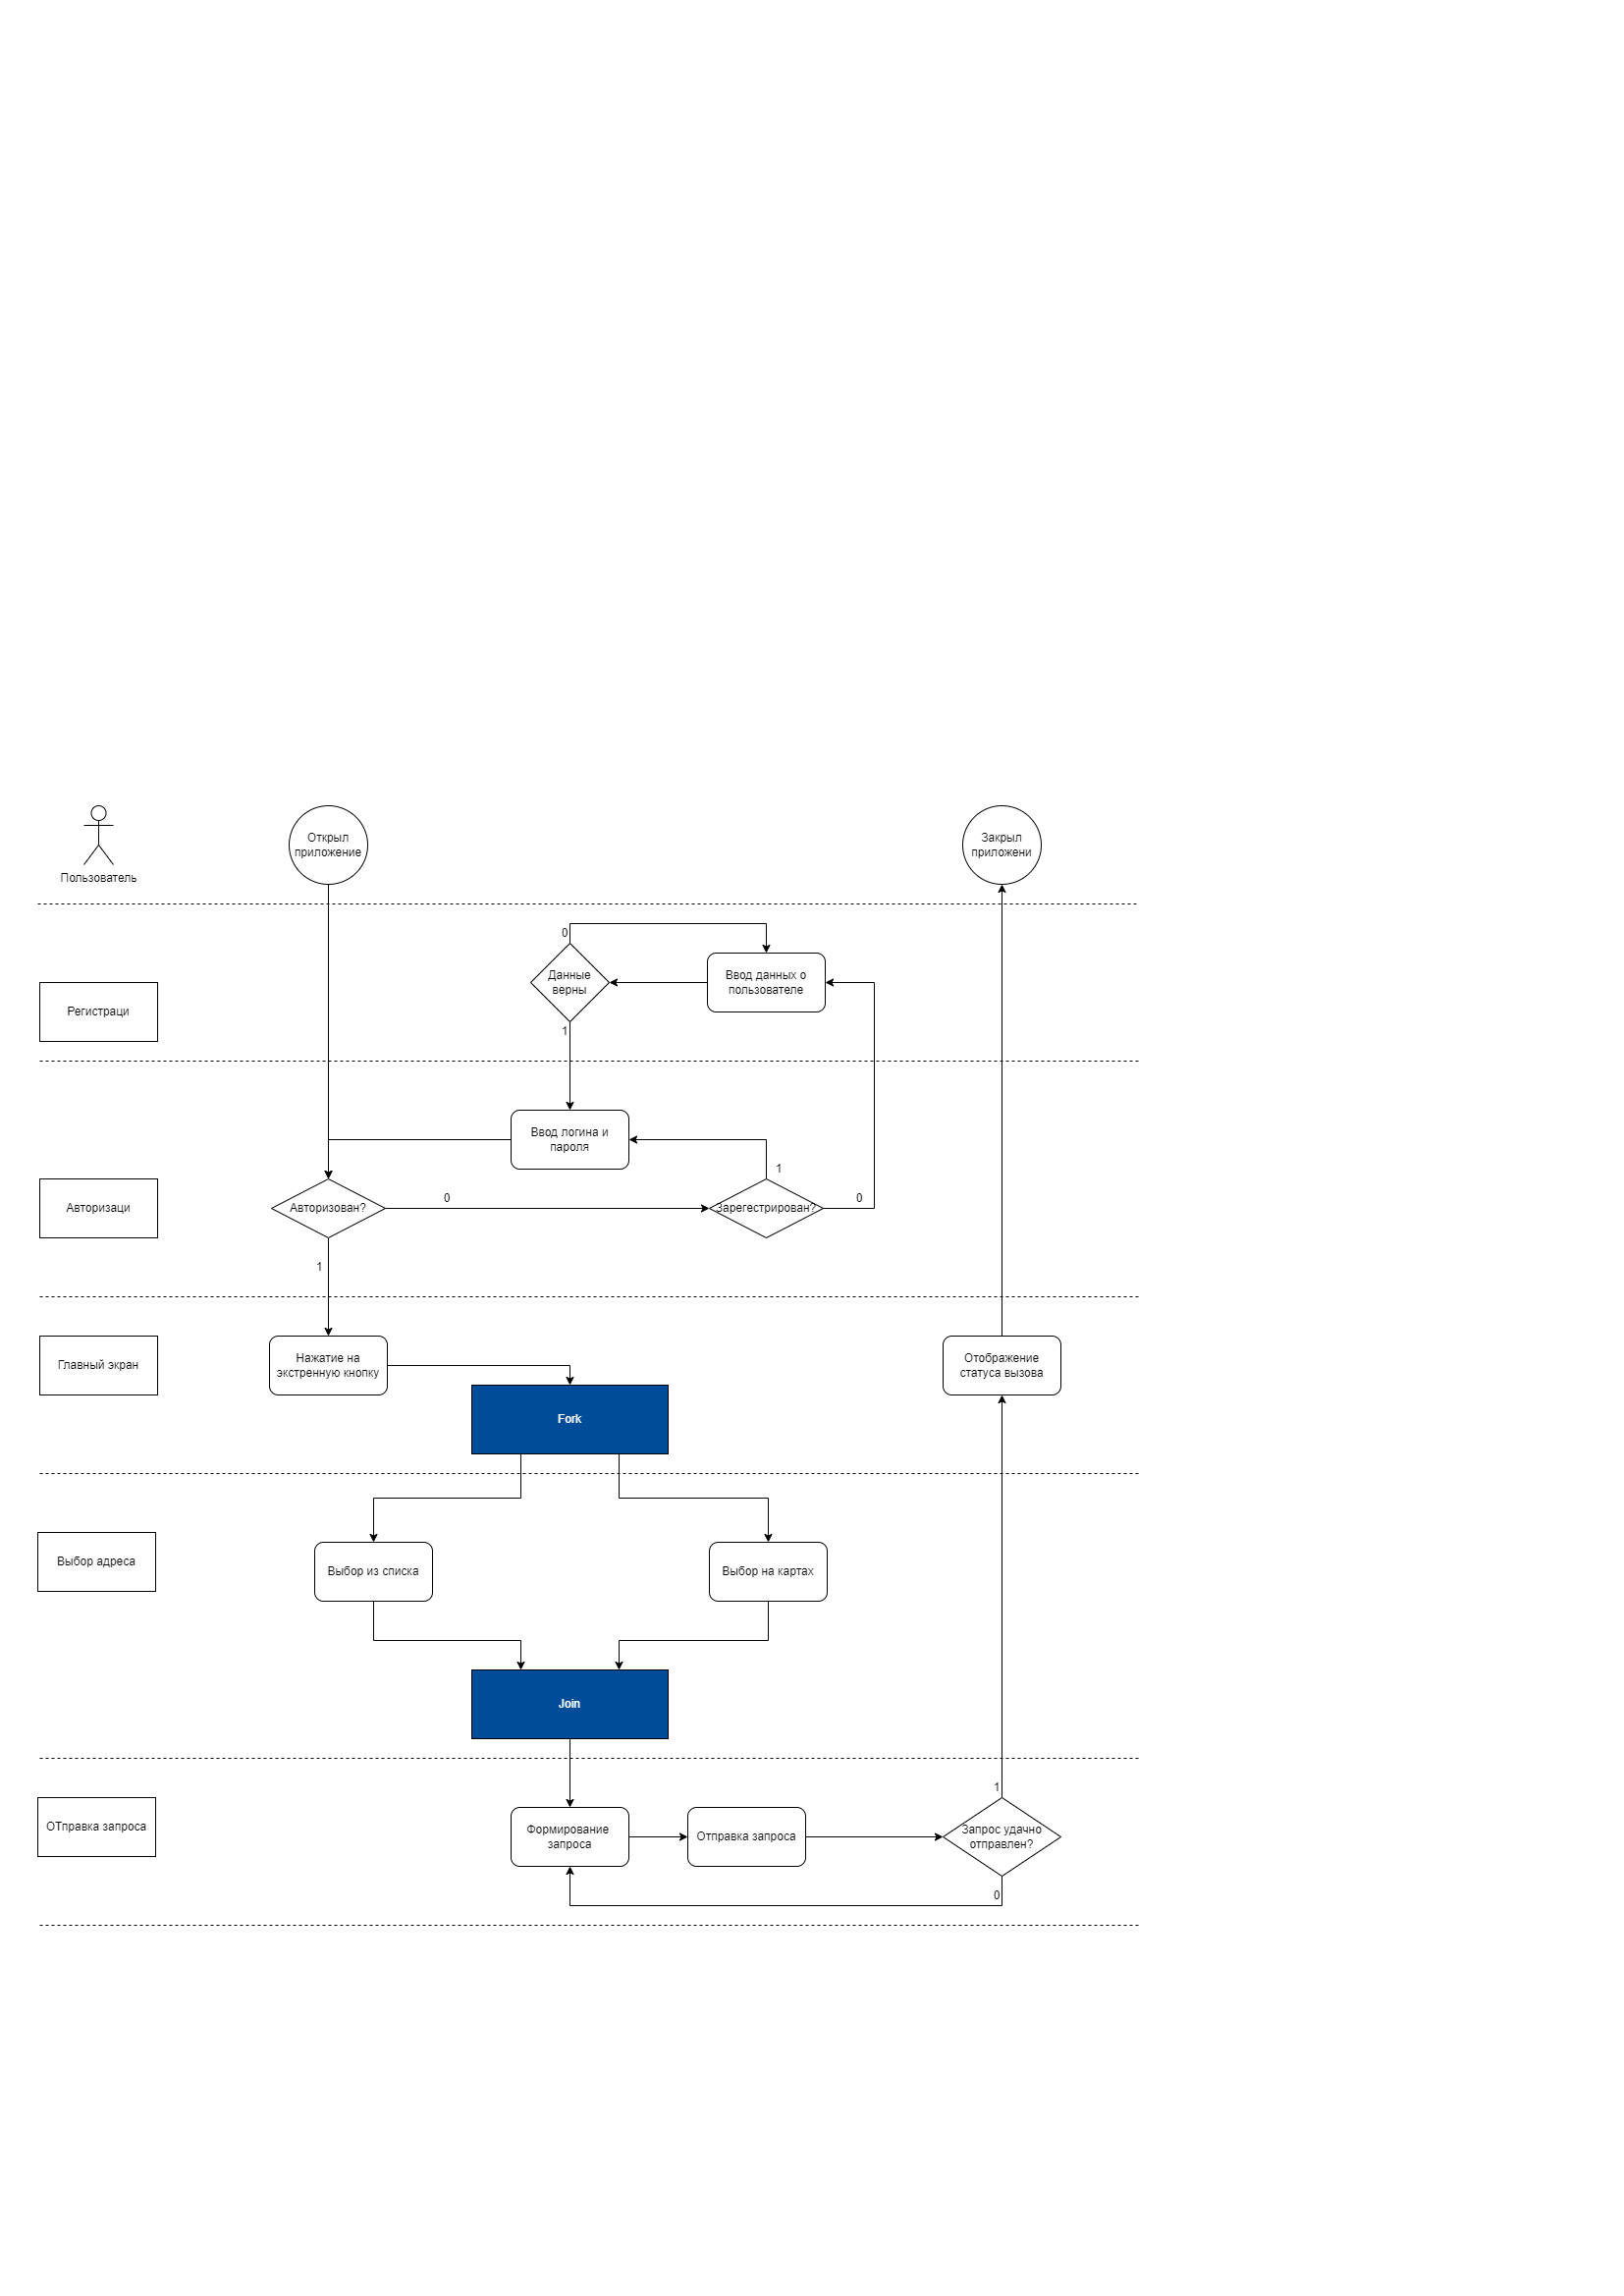 Открыл
приложение
Закрыл
приложени
Пользователь
0
Данные
верны
Ввод данных о
пользователе
Регистраци
1
Ввод логина и
пароля
1
0
0
Авторизаци
Авторизован?
Зарегестрирован?
1
Главный экран
Нажатие на
экстренную кнопку
Отображение
статуса вызова
Fork
Выбор адреса
Выбор из списка
Выбор на картах
Join
1
ОТправка запроса
Формирование
запроса
Отправка запроса
Запрос удачно
отправлен?
0